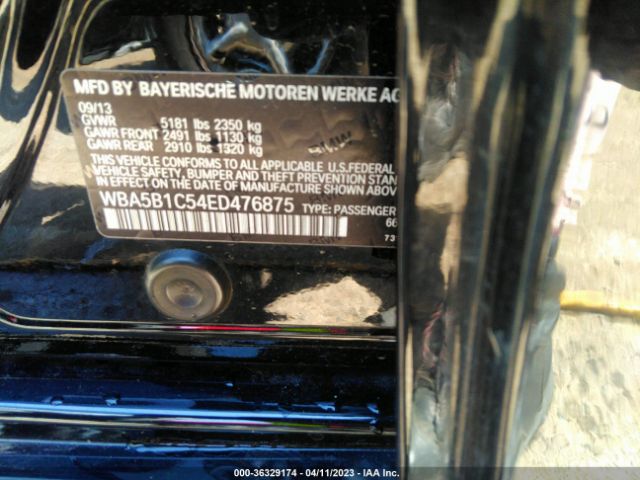 MFD BY BAYERISCHE MOTOREN WERKE AG
09/13
GVWR 5181 lbs 2350 kg
GAWR FRONT 2491 lbs 1130 kg
GAWR REAR 2910 lbs 1320 kg
THIS VEHICLE CONFORMS TO ALL APPLICABLE U.S.FEDERAL
VEHICLE SAFETY, BUMPER AND THEFT PREVENTION STAN
IN EFFECT ON THE DATE OF MANUFACTURE SHOWN ABOV
WBA5B1C54ED476875 TYPE: PASSENGER
66
73
000-36329174 - 04/11/2023 - IAA Inc.